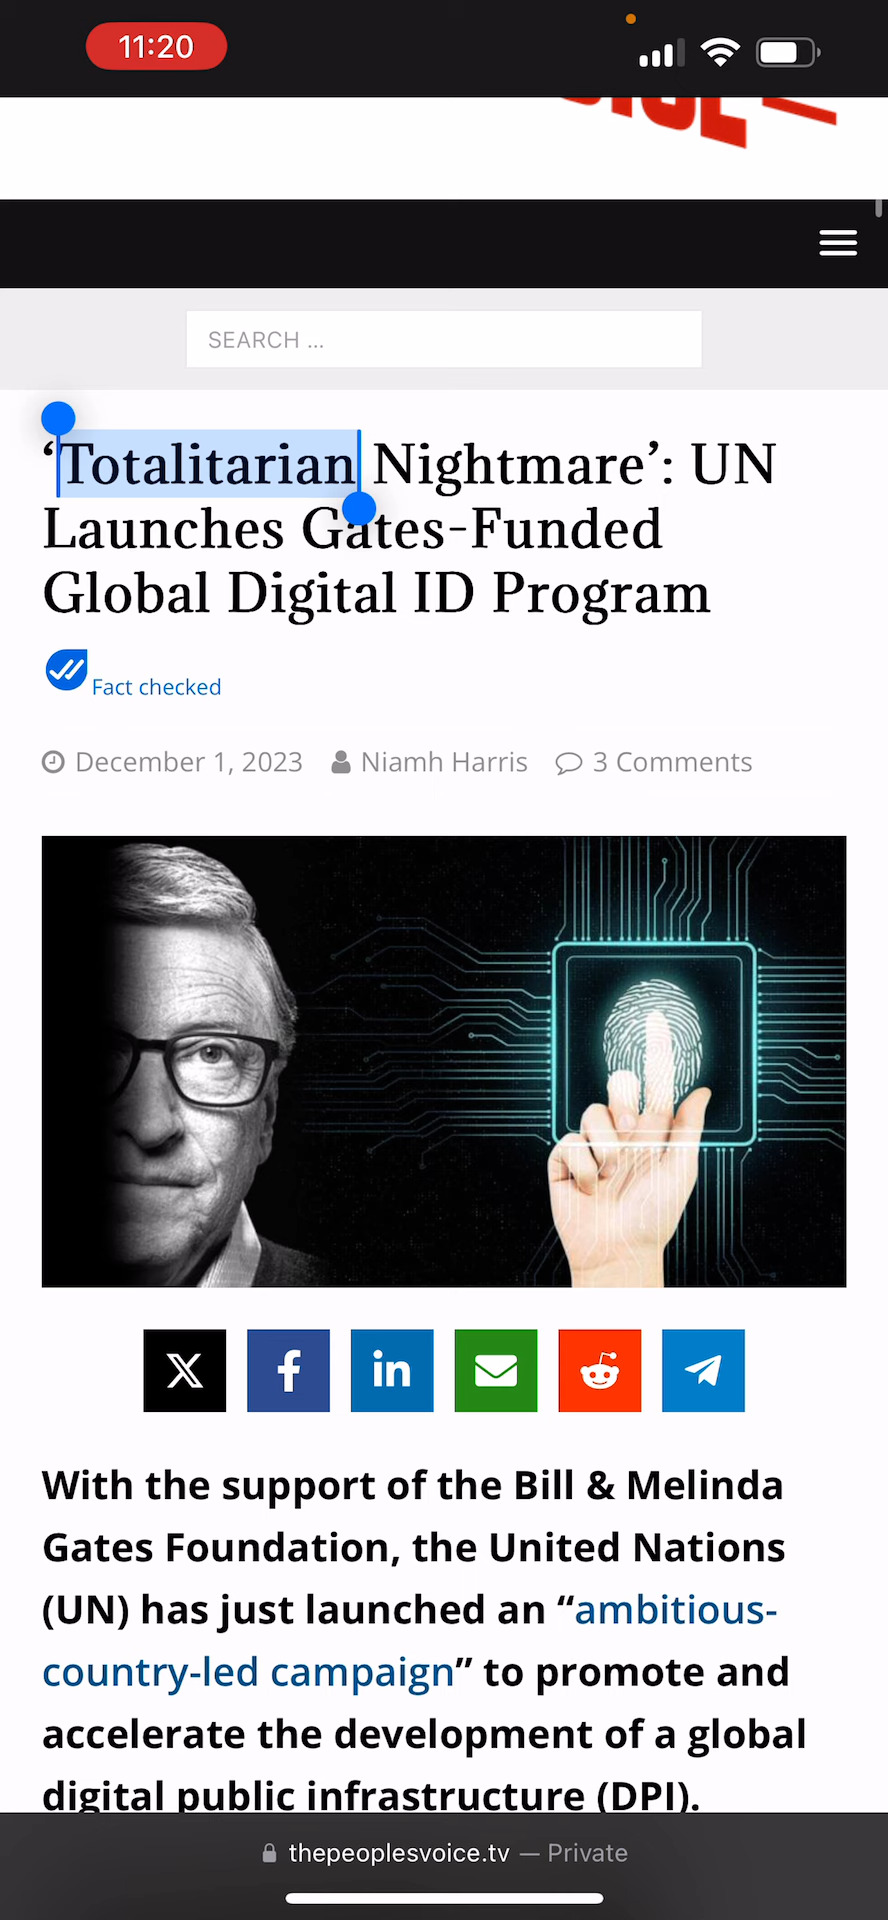 11:20
SEARCH ...
‘Totalitarian Nightmare’: UN
Launches Gates-Funded
Global Digital ID Program
Fact checked
December 1, 2023 Niamh Harris 3 Comments
With the support of the Bill & Melinda
Gates Foundation, the United Nations
(UN) has just launched an “ambitious-
country-led campaign” to promote and
accelerate the development of a global
digital public infrastructure (DPI).
thepeoplesvoice.tv — Private